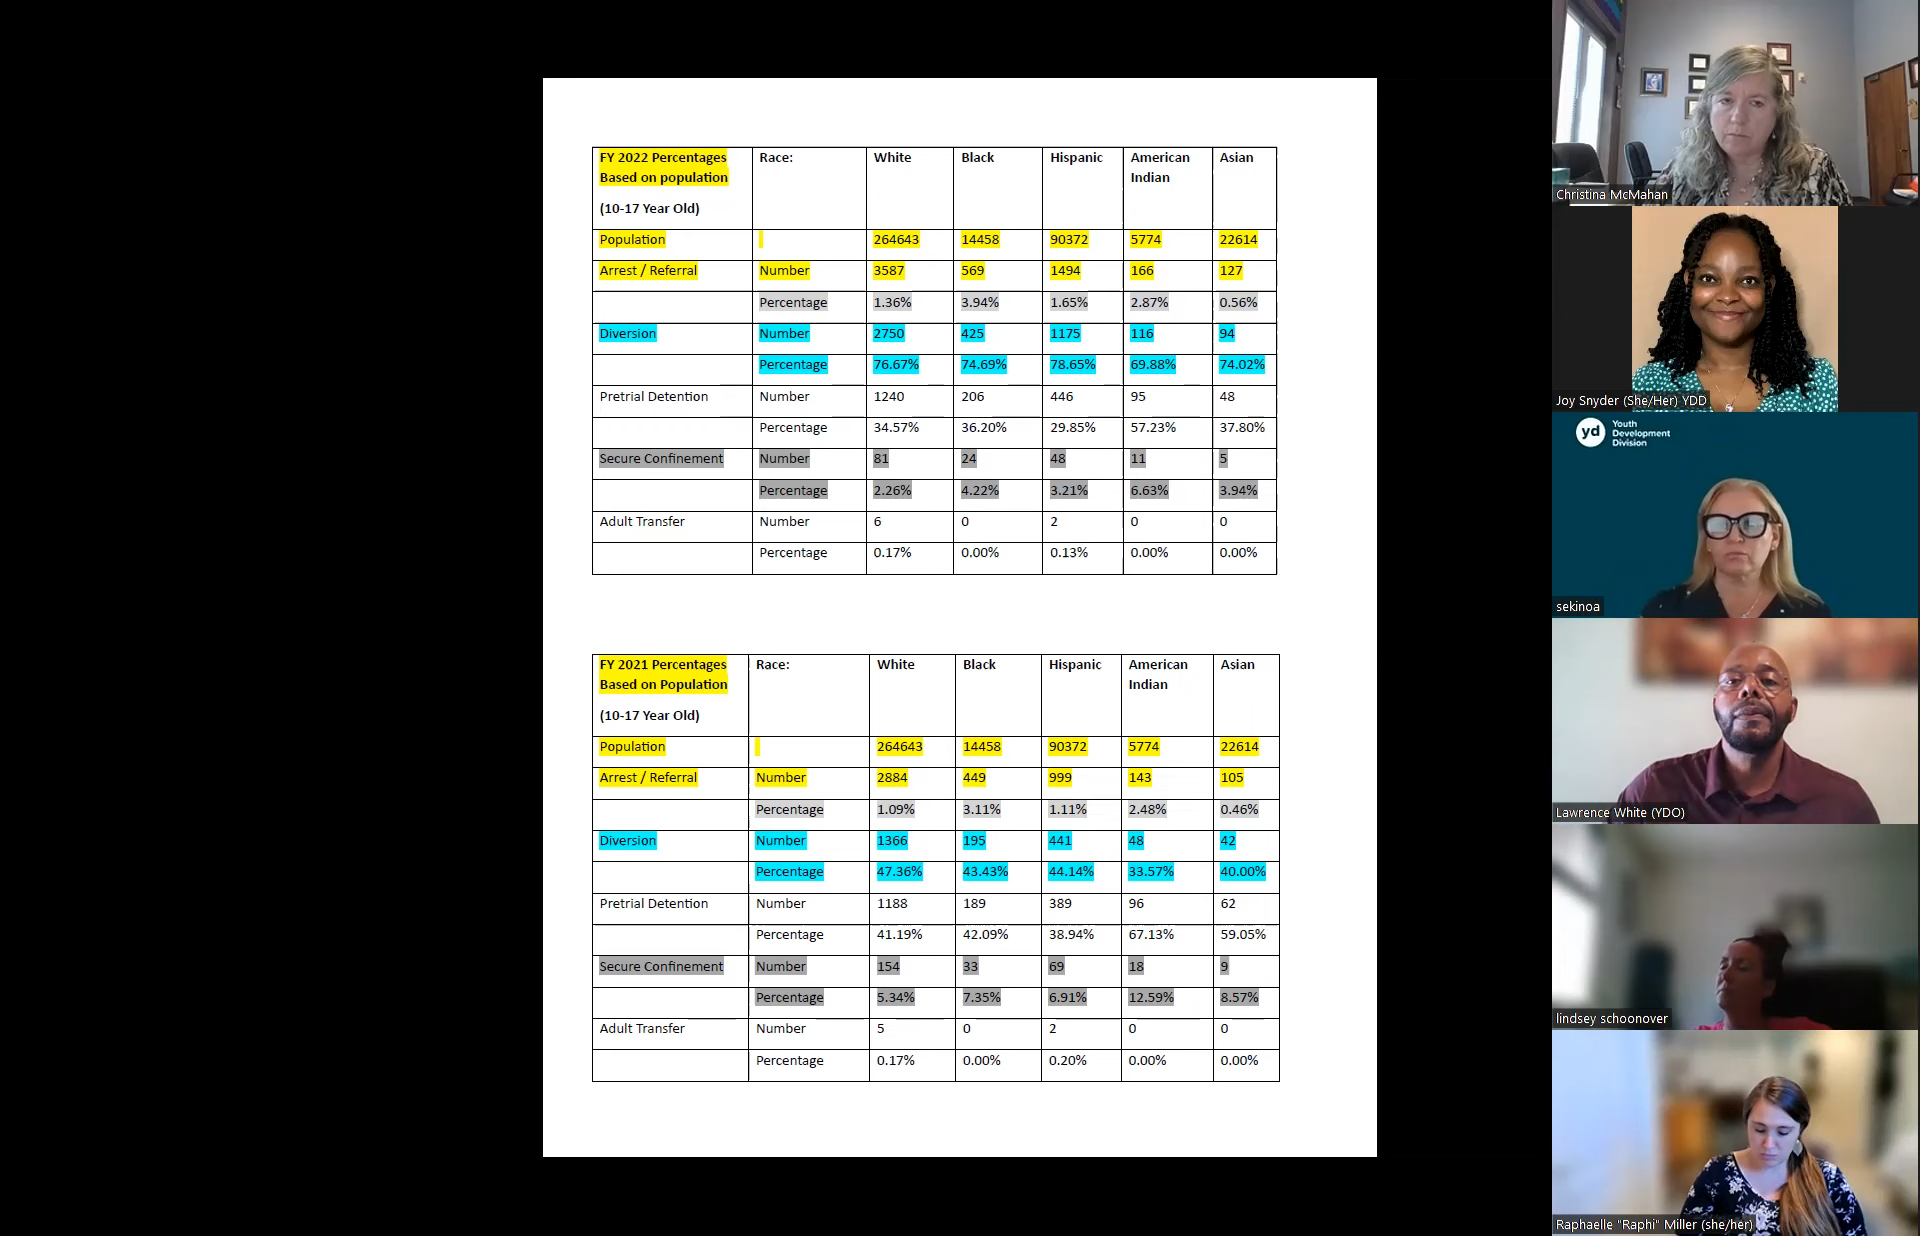 FY 2022 Percentages Based on population (10-17 Year Old) Race: White Black Hispanic American Indian Asian
Population 264643 14458 90372 5774 22614
Arrest / Referral Number 3587 569 1494 166 127
Percentage 1.36% 3.94% 1.65% 2.87% 0.56%
Diversion Number 2750 425 1175 116 94
Percentage 76.67% 74.69% 78.65% 69.88% 74.02%
Pretrial Detention Number 1240 206 446 95 48
Percentage 34.57% 36.20% 29.85% 57.23% 37.80%
Secure Confinement Number 81 24 48 11 5
Percentage 2.26% 4.22% 3.21% 6.63% 3.94%
Adult Transfer Number 6 0 2 0 0
Percentage 0.17% 0.00% 0.13% 0.00% 0.00%
FY 2021 Percentages Based on Population (10-17 Year Old) Race: White Black Hispanic American Indian Asian
Population 264643 14458 90372 5774 22614
Arrest / Referral Number 2884 449 999 143 105
Percentage 1.09% 3.11% 1.11% 2.48% 0.46%
Diversion Number 1366 195 441 48 42
Percentage 47.36% 43.43% 44.14% 33.57% 40.00%
Pretrial Detention Number 1188 189 389 96 62
Percentage 41.19% 42.09% 38.94% 67.13% 59.05%
Secure Confinement Number 154 33 69 18 9
Percentage 5.34% 7.35% 6.91% 12.59% 8.57%
Adult Transfer Number 5 0 2 0 0
Percentage 0.17% 0.00% 0.20% 0.00% 0.00%
Christina McMahan
Joy Snyder (She/Her) YDD
yd Youth
Development
Division
sekinoa
Lawrence White (YDO)
lindsey schoonover
Raphaelle "Raphi" Miller (she/her)